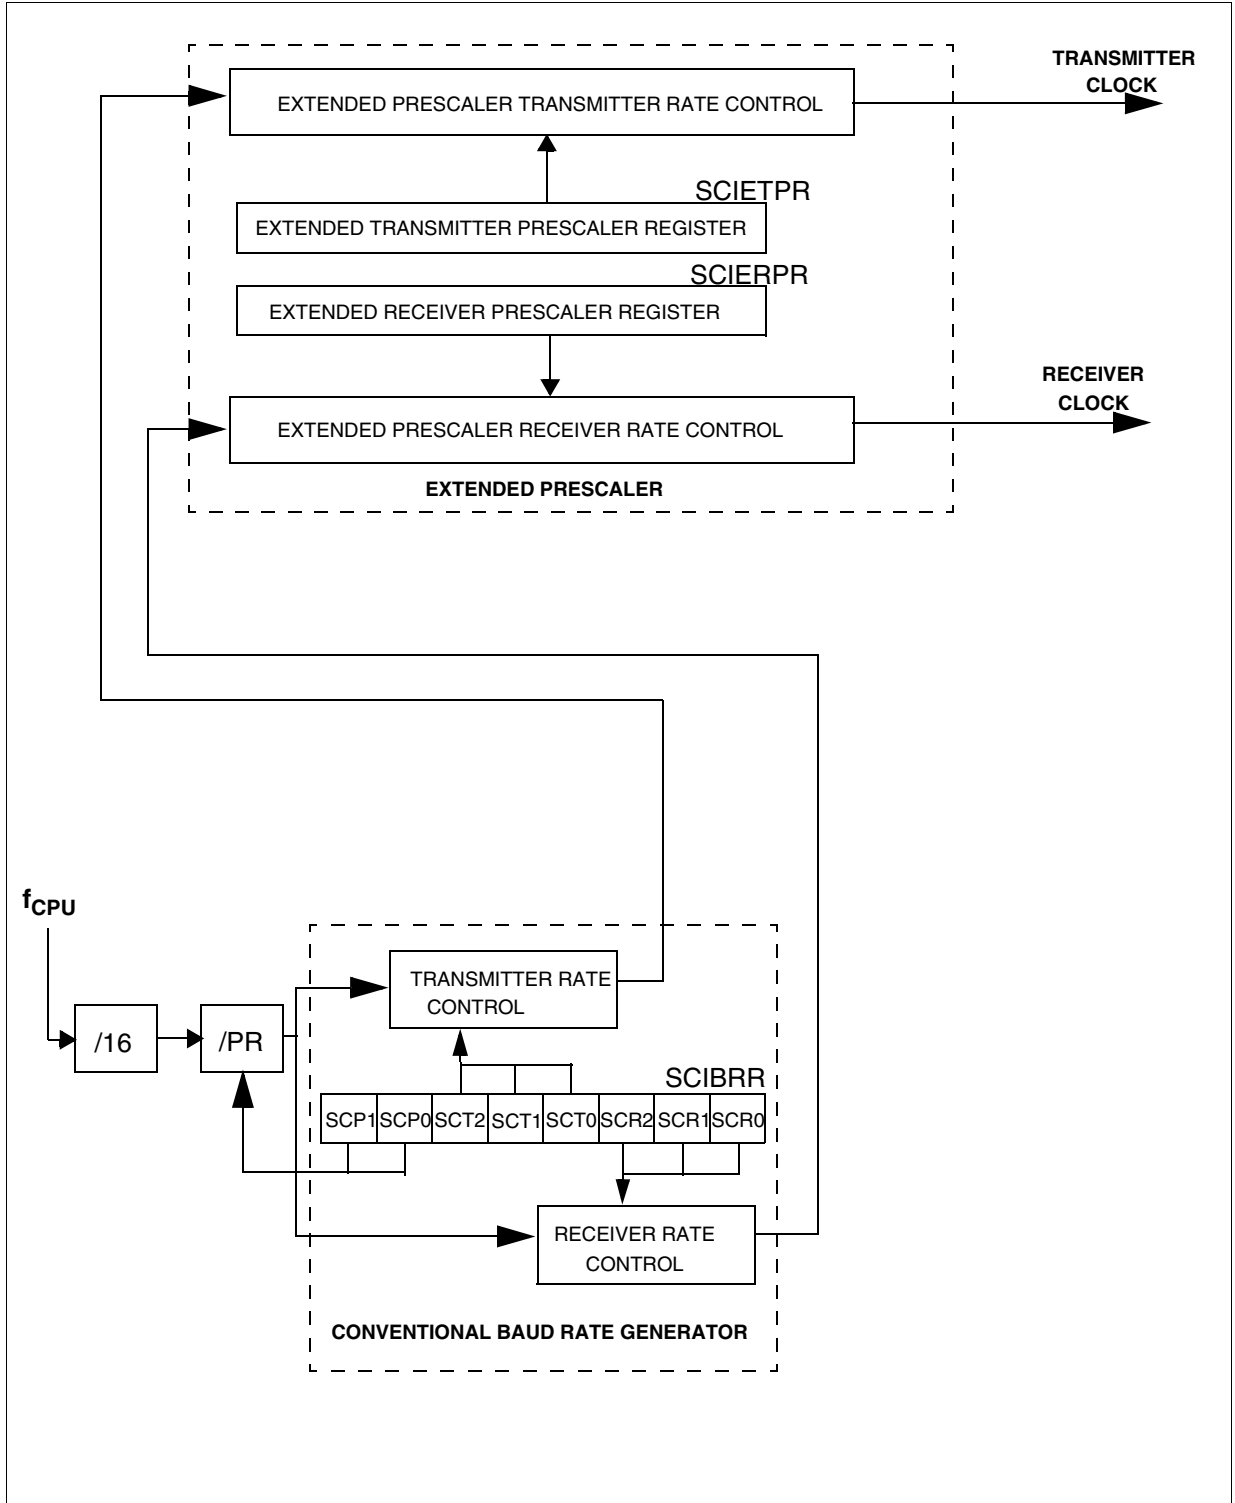 TRANSMITTER
CLOCK
EXTENDED PRESCALER TRANSMITTER RATE CONTROL
SCIETPR
EXTENDED TRANSMITTER PRESCALER REGISTER
SCIERPR
EXTENDED RECEIVER PRESCALER REGISTER
RECEIVER
CLOCK
EXTENDED PRESCALER RECEIVER RATE CONTROL
EXTENDED PRESCALER
fCPU
TRANSMITTER RATE
CONTROL
/16
/PR
SCIBRR
SCP1 SCP0 SCT2 SCT1 SCT0 SCR2 SCR1 SCR0
RECEIVER RATE
CONTROL
CONVENTIONAL BAUD RATE GENERATOR